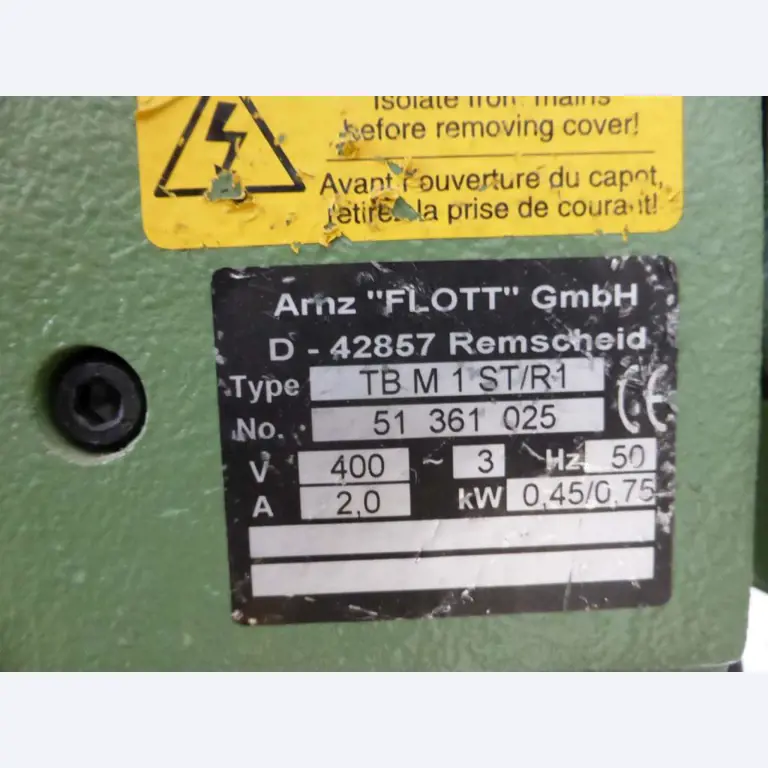 Isolate from mains
before removing cover!
Avant l'ouverture du capot,
retirez la prise de courant!
Arnz "FLOTT" GmbH
D - 42857 Remscheid
Type TB M 1 ST/R1
No. 51 361 025
CE
V 400 ~ 3 Hz 50
A 2,0 kW 0,45/0,75